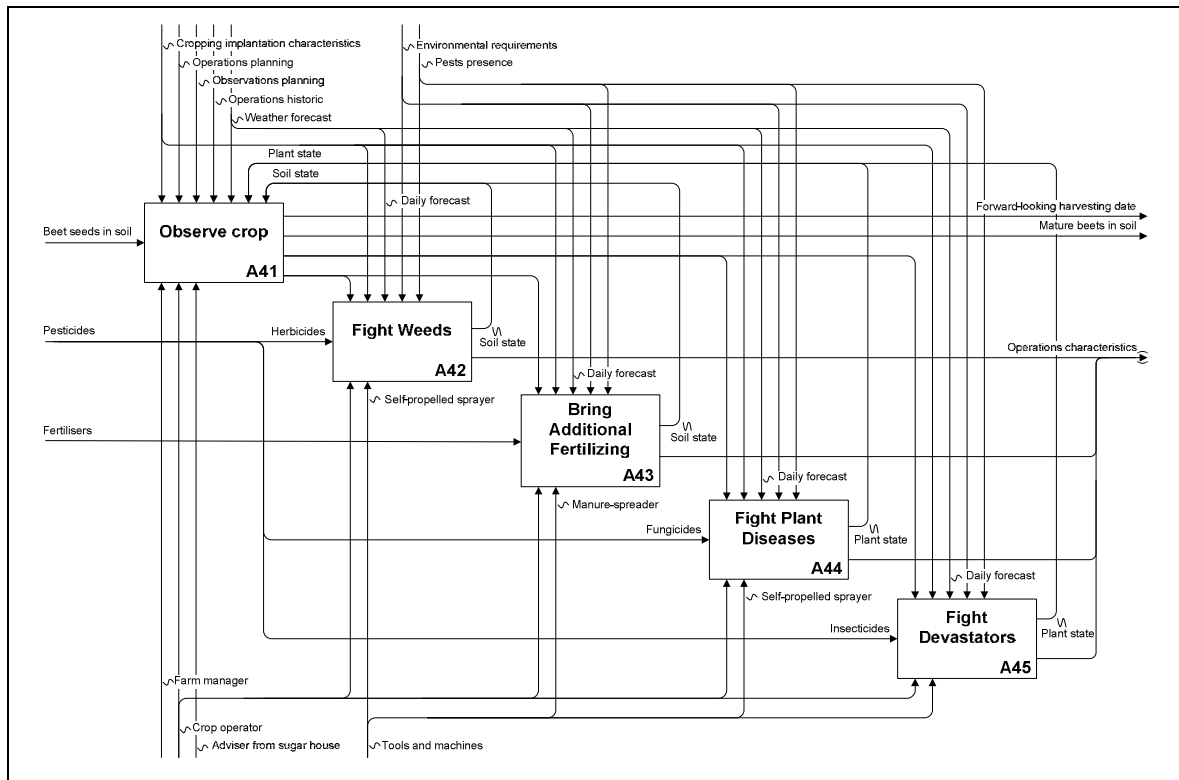 Cropping implantation characteristics
Environmental requirements
Operations planning
Pests presence
Observations planning
Operations historic
Weather forecast
Plant state
Soil state
Daily forecast
Forward-looking harvesting date
Beet seeds in soil
Observe crop
Mature beets in soil
A41
Pesticides
Herbicides
Fight Weeds
Soil state
Operations characteristics
A42
Daily forecast
Self-propelled sprayer
Fertilisers
Bring
Additional
Fertilizing
Soil state
A43
Daily forecast
Manure-spreader
Fungicides
Fight Plant
Diseases
Plant state
A44
Daily forecast
Self-propelled sprayer
Insecticides
Fight
Devastators
Plant state
A45
Farm manager
Crop operator
Adviser from sugar house
Tools and machines